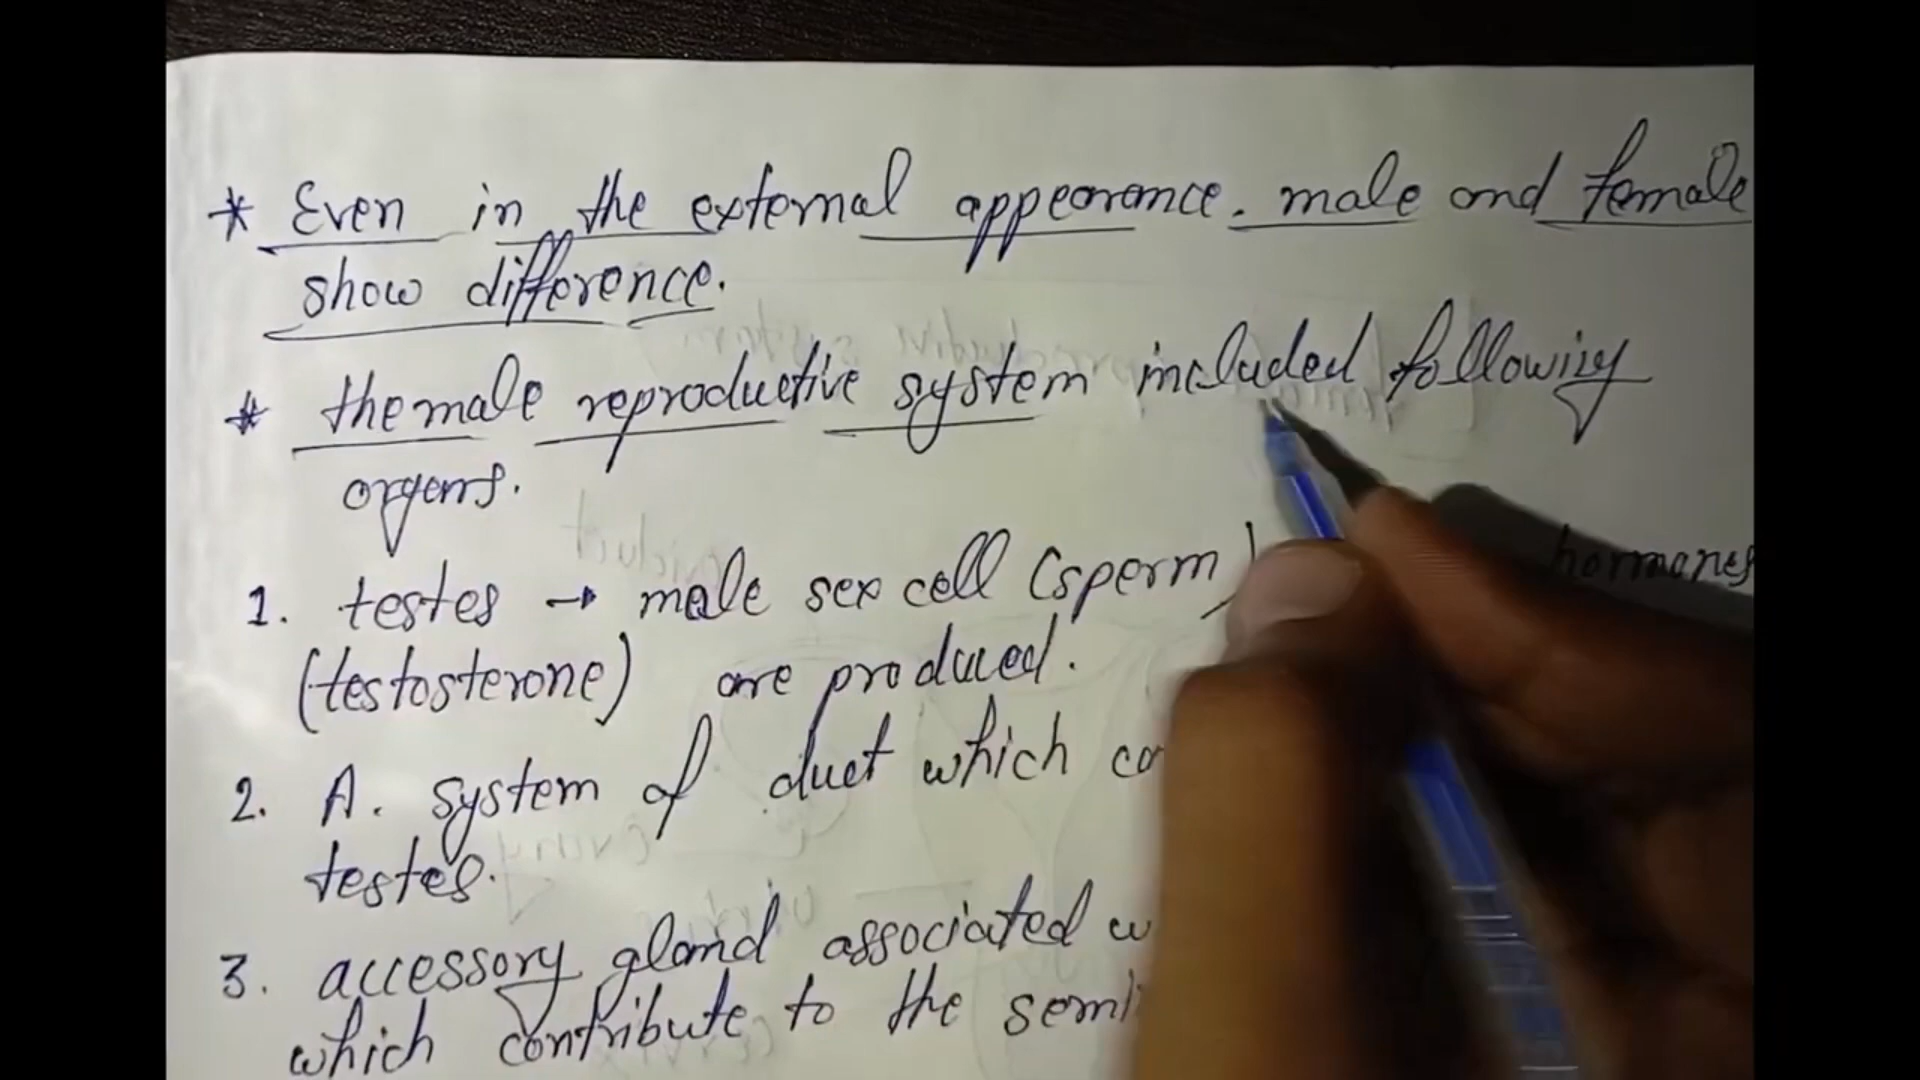 * Even in the external appearance. male and female
show difference.
* the male reproductive system included following
organs.
1. testes → male sex cell (sperm) hormones
(testosterone) are produced.
2. A. system of duct which
testes.
3. accessory gland associated
which contribute to the